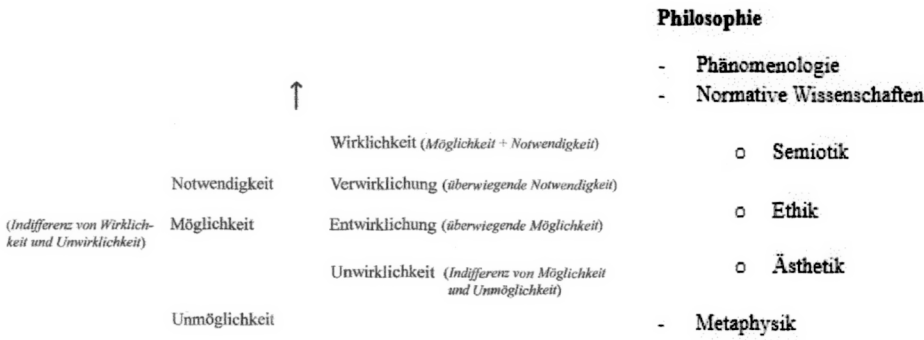 Philosophie
- Phänomenologie
↑
- Normative Wissenschaften
Wirklichkeit (Möglichkeit + Notwendigkeit)
o Semiotik
Notwendigkeit Verwirklichung (überwiegende Notwendigkeit)
(Indifferenz von Wirklich-
keit und Unwirklichkeit)
Möglichkeit Entwirklichung (überwiegende Möglichkeit)
o Ethik
Unwirklichkeit (Indifferenz von Möglichkeit
und Unmöglichkeit)
o Ästhetik
Unmöglichkeit
- Metaphysik